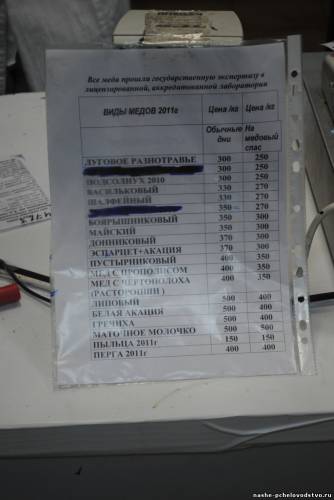 Все меда прошли государственную экспертизу в
лицензированной, аккредитованной лаборатории
ВИДЫ МЕДОВ 2011г Цена /кг Цена /кг
Обычные дни На медовый спас
ЛУГОВОЕ РАЗНОТРАВЬЕ 300 250
300 250
ПОДСОЛНУХ 2010 300 250
ВАСИЛЬКОВЫЙ 330 270
ШАЛФЕЙНЫЙ 330 270
350 270
БОЯРЫШНИКОВЫЙ 350 300
МАЙСКИЙ 350 300
ДОННИКОВЫЙ 370 300
ЭСПАРЦЕТ+АКАЦИЯ 370 300
ПУСТЫРНИКОВЫЙ 400 350
МЕД С ПРОПОЛИСОМ 400 350
МЕД С ЧЕРТОПОЛОХА 400 350
(РАСТОРОПШИ )
ЛИПОВЫЙ 500 400
БЕЛАЯ АКАЦИЯ 500 400
ГРЕЧИХА 500 400
МАТОЧНОЕ МОЛОЧКО 500 500
ПЫЛЬЦА 2011г 150 150
ПЕРГА 2011г 400 400
nashe-pchelovodstvo.ru